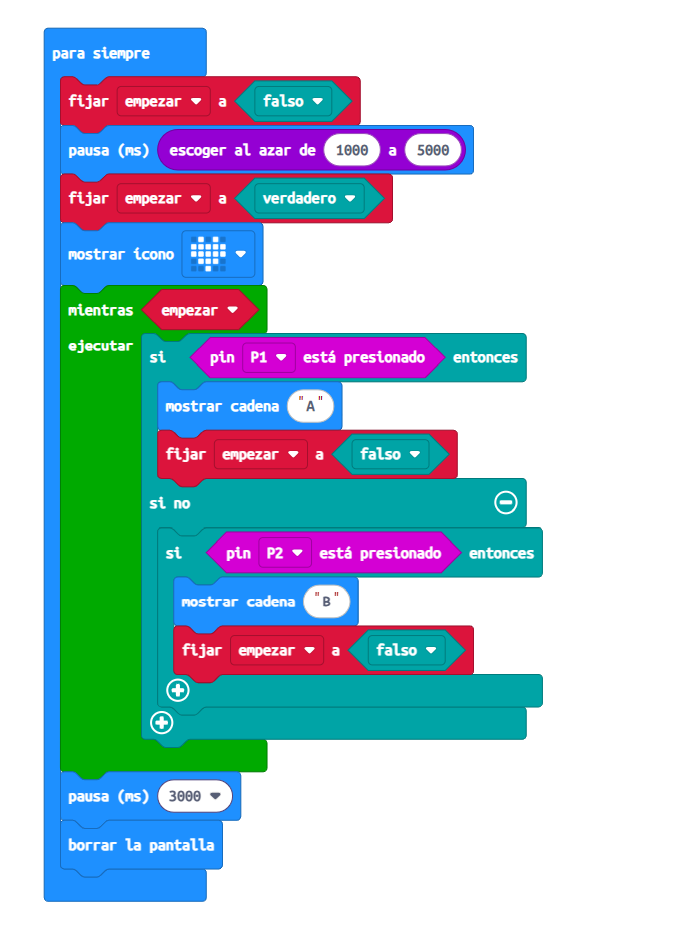 para siempre
fijar empezar a falso
pausa (ms) escoger al azar de 1000 a 5000
fijar empezar a verdadero
mostrar ícono
mientras empezar
ejecutar
si pin P1 está presionado entonces
mostrar cadena "A"
fijar empezar a falso
si no
si pin P2 está presionado entonces
mostrar cadena "B"
fijar empezar a falso
pausa (ms) 3000
borrar la pantalla